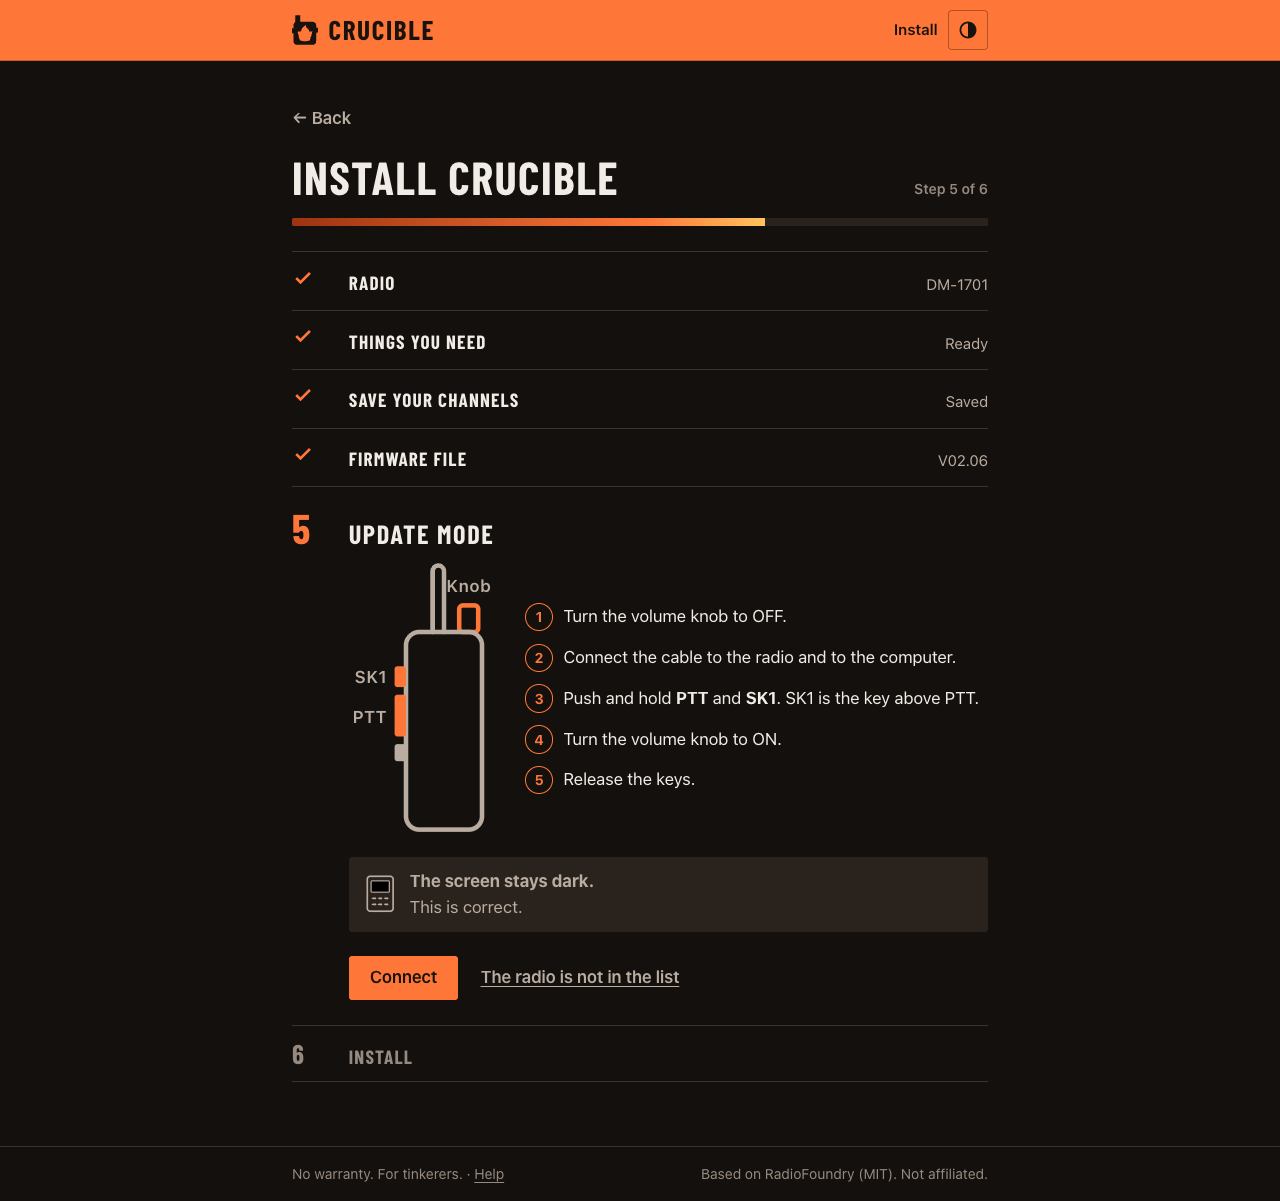 CRUCIBLE
Install
← Back
INSTALL CRUCIBLE
Step 5 of 6
RADIO
DM-1701
THINGS YOU NEED
Ready
SAVE YOUR CHANNELS
Saved
FIRMWARE FILE
V02.06
5
UPDATE MODE
Knob
SK1
PTT
1 Turn the volume knob to OFF.
2 Connect the cable to the radio and to the computer.
3 Push and hold PTT and SK1. SK1 is the key above PTT.
4 Turn the volume knob to ON.
5 Release the keys.
The screen stays dark.
This is correct.
Connect
The radio is not in the list
6
INSTALL
No warranty. For tinkerers. · Help
Based on RadioFoundry (MIT). Not affiliated.